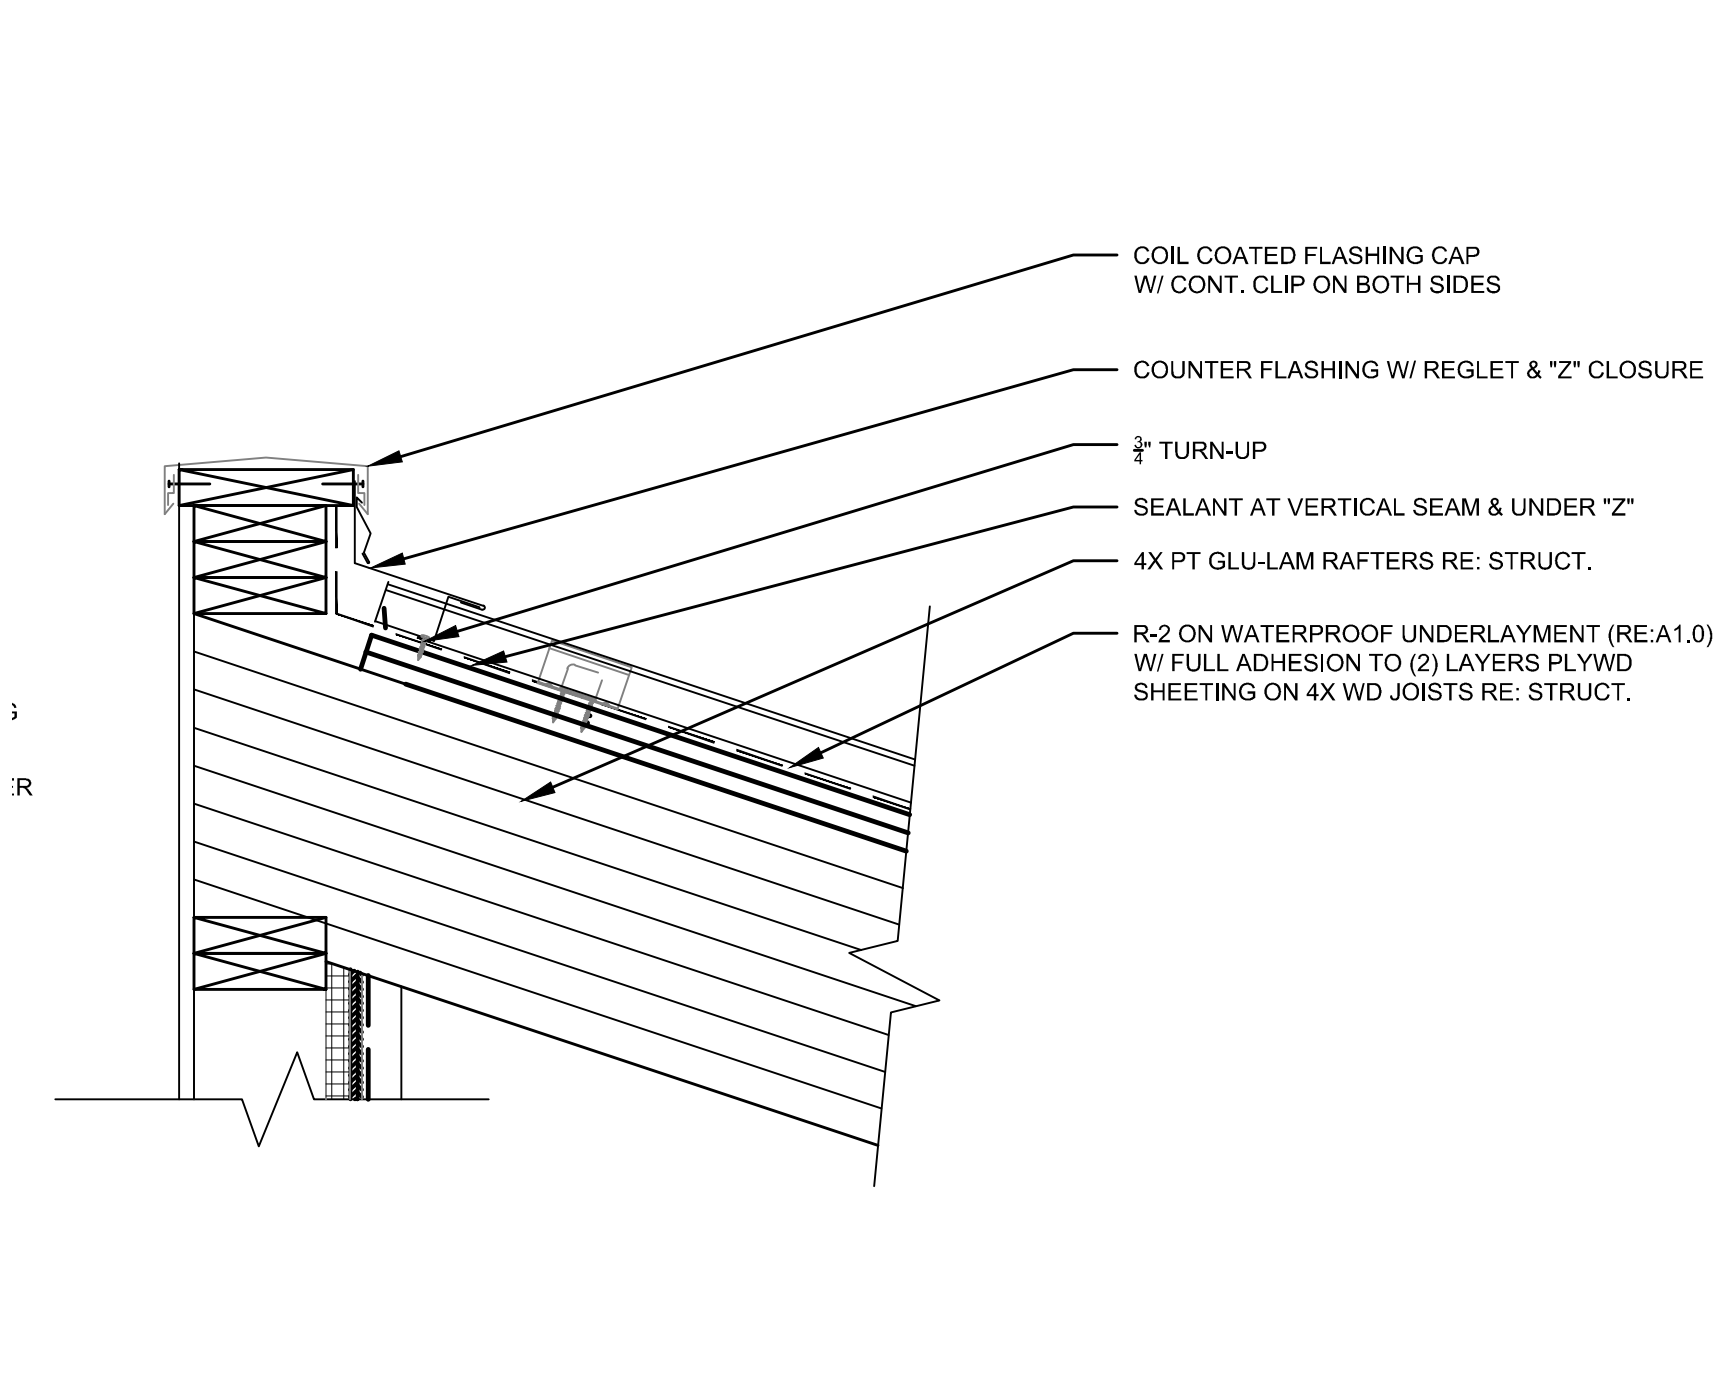 COIL COATED FLASHING CAP
W/ CONT. CLIP ON BOTH SIDES
COUNTER FLASHING W/ REGLET & "Z" CLOSURE
3/4" TURN-UP
SEALANT AT VERTICAL SEAM & UNDER "Z"
4X PT GLU-LAM RAFTERS RE: STRUCT.
R-2 ON WATERPROOF UNDERLAYMENT (RE:A1.0)
W/ FULL ADHESION TO (2) LAYERS PLYWD
SHEETING ON 4X WD JOISTS RE: STRUCT.
ER